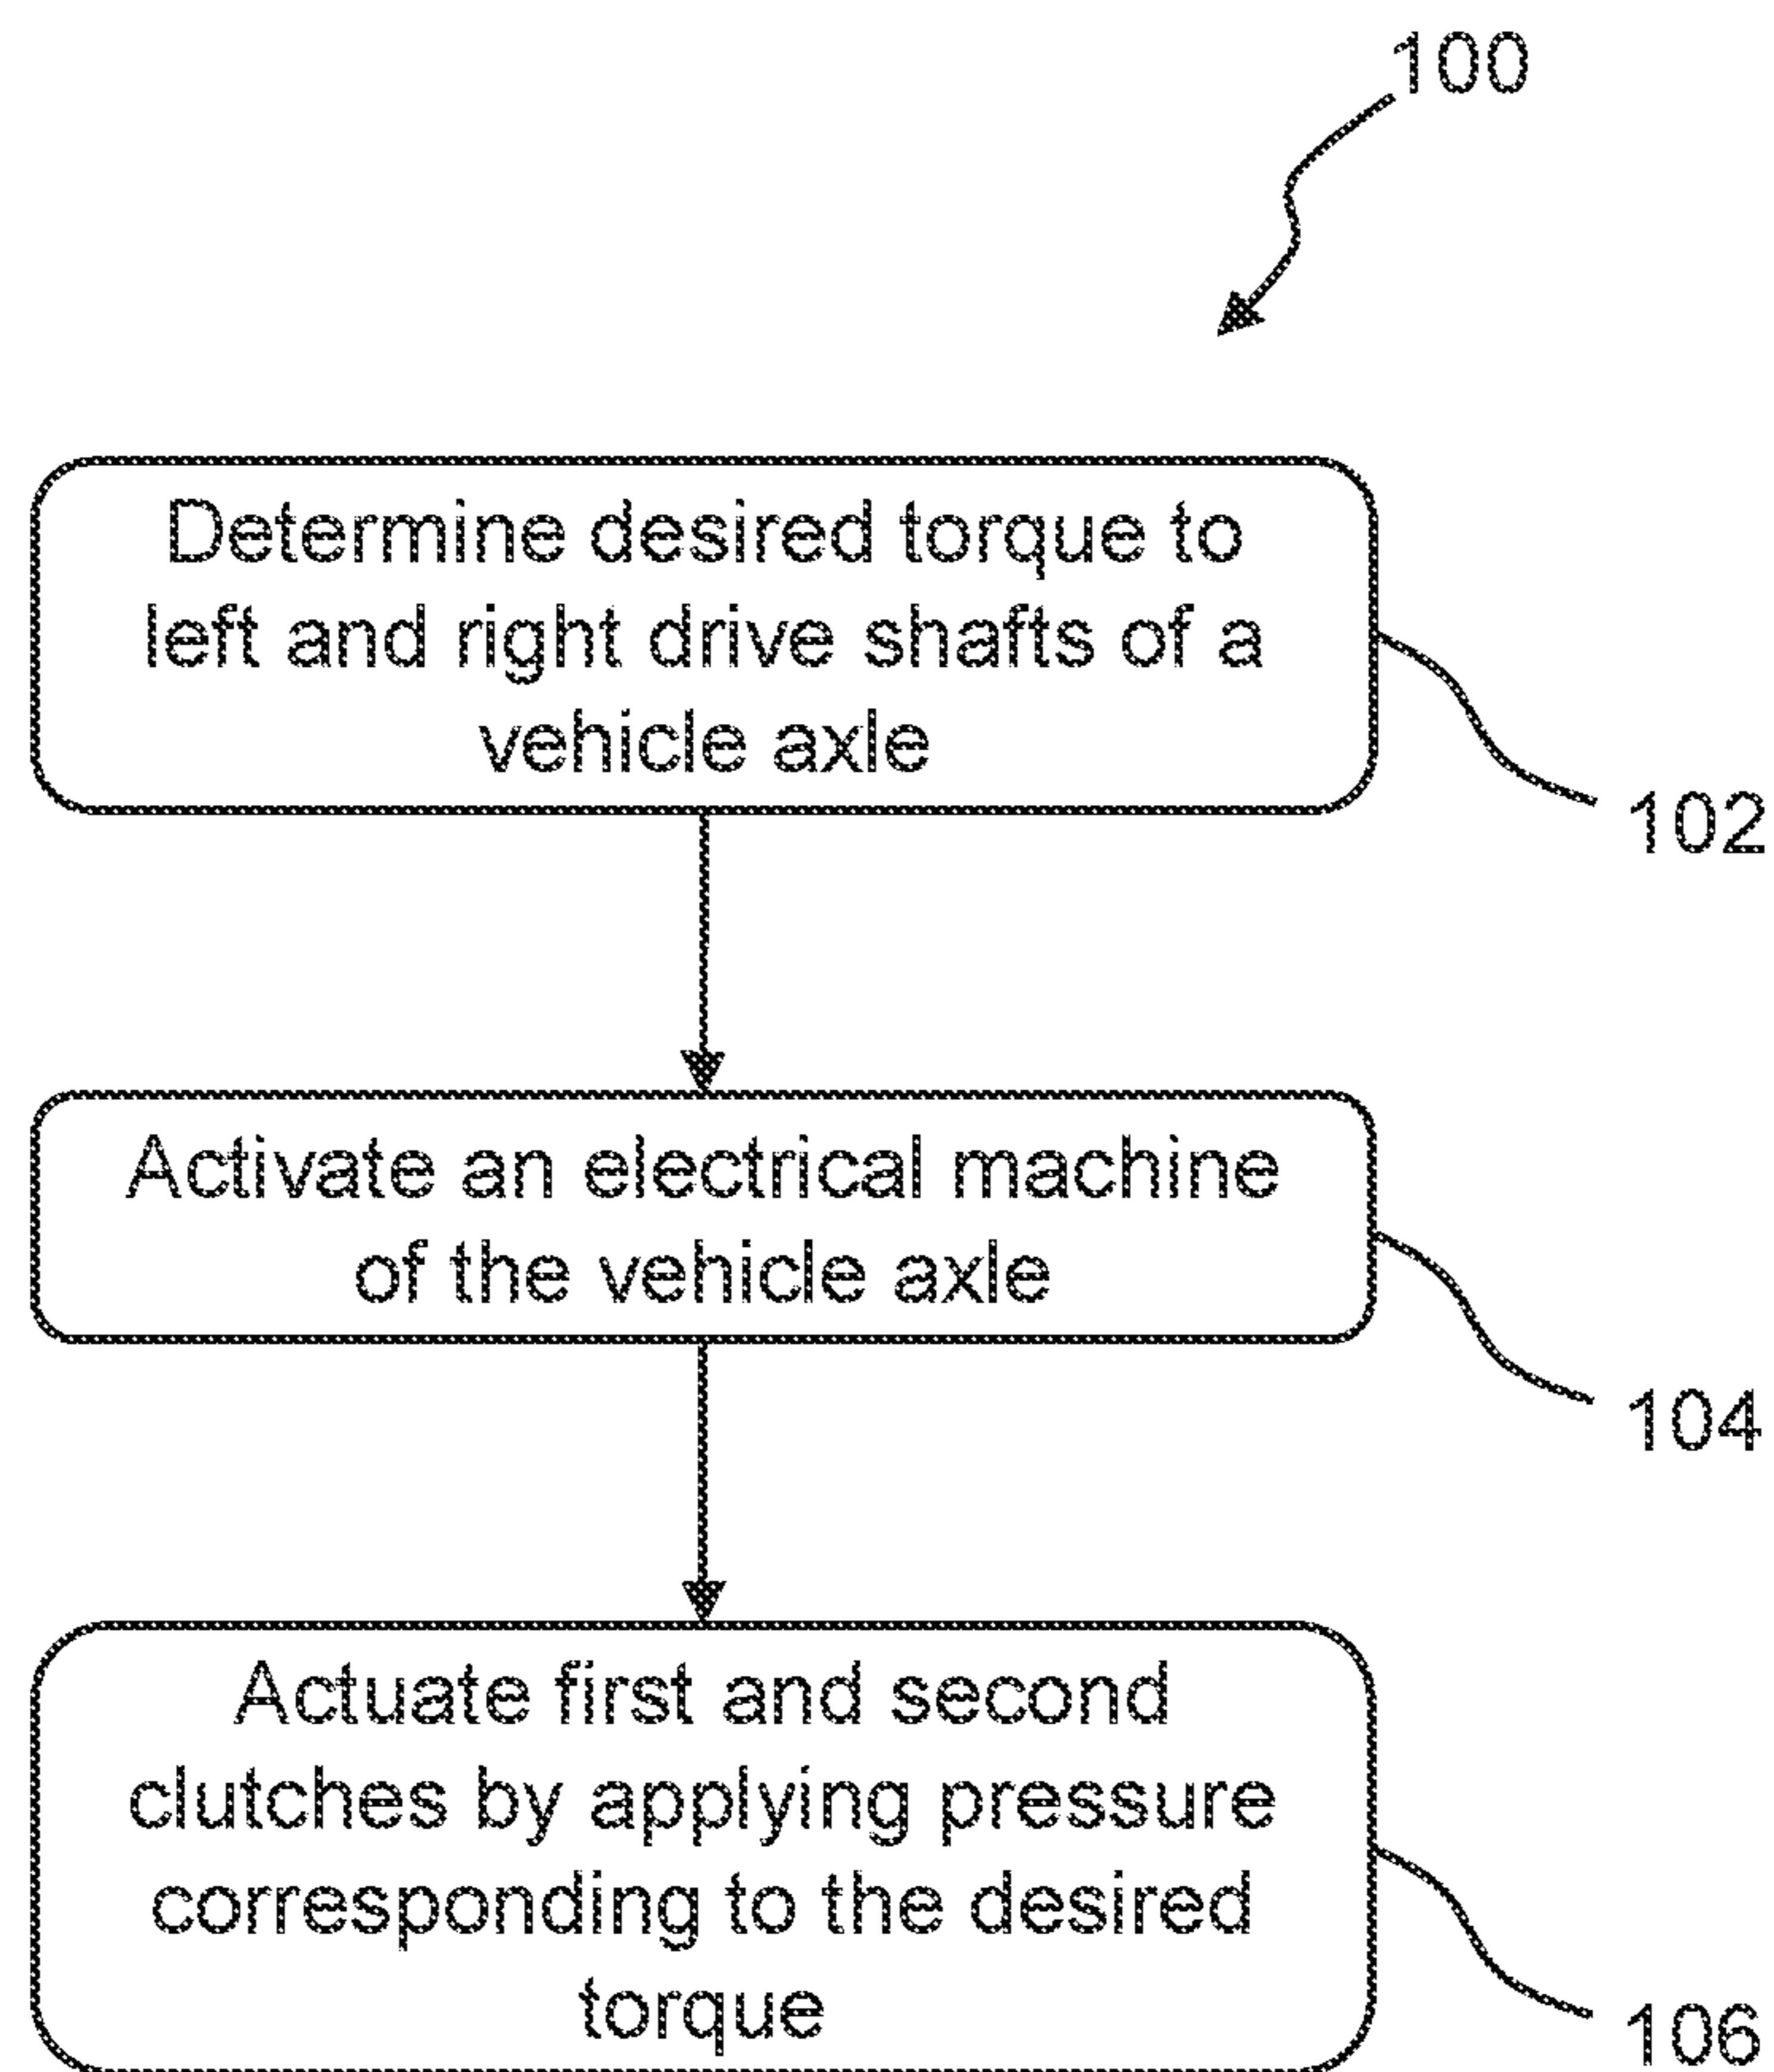 100
Determine desired torque to
left and right drive shafts of a
vehicle axle
102
Activate an electrical machine
of the vehicle axle
104
Actuate first and second
clutches by applying pressure
corresponding to the desired
torque
106